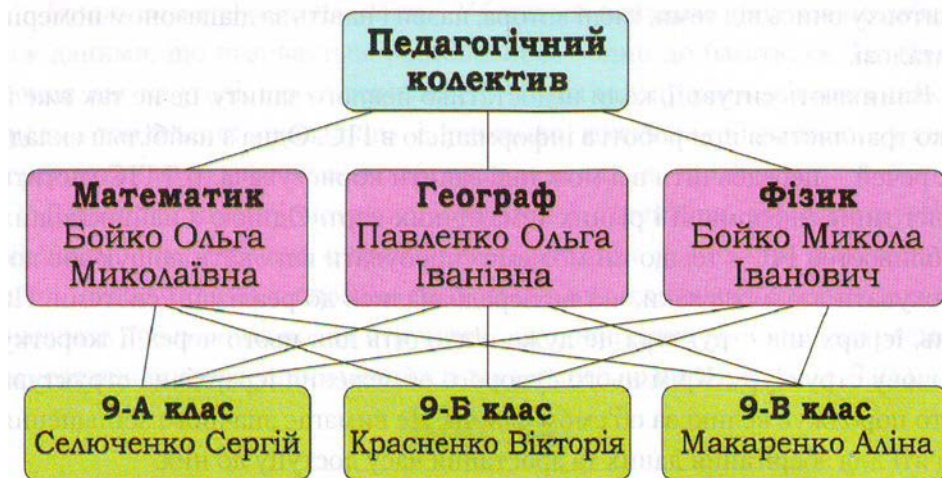 Педагогічний
колектив
Математик
Бойко Ольга
Миколаївна
Географ
Павленко Ольга
Іванівна
Фізик
Бойко Микола
Іванович
9-А клас
Селюченко Сергій
9-Б клас
Красненко Вікторія
9-В клас
Макаренко Аліна